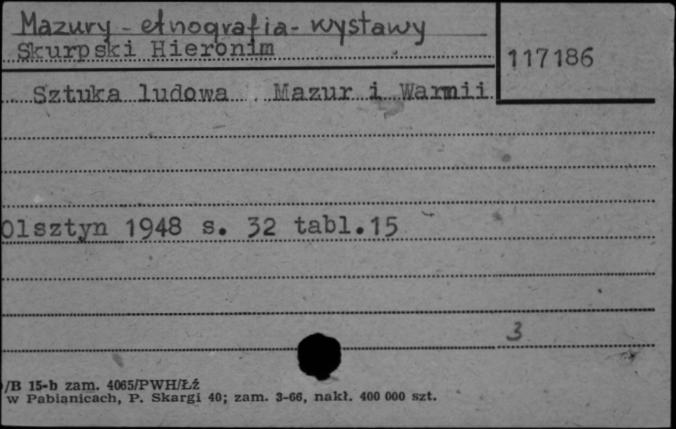 Mazury - etnografia - wystawy
Skurpski Hieronim
117186
Sztuka ludowa Mazur i Warmii
Olsztyn 1948 s. 32 tabl.15
3
/B 15-b zam. 4065/PWH/Łź
w Pabianicach, P. Skargi 40; zam. 3-66, nakł. 400 000 szt.